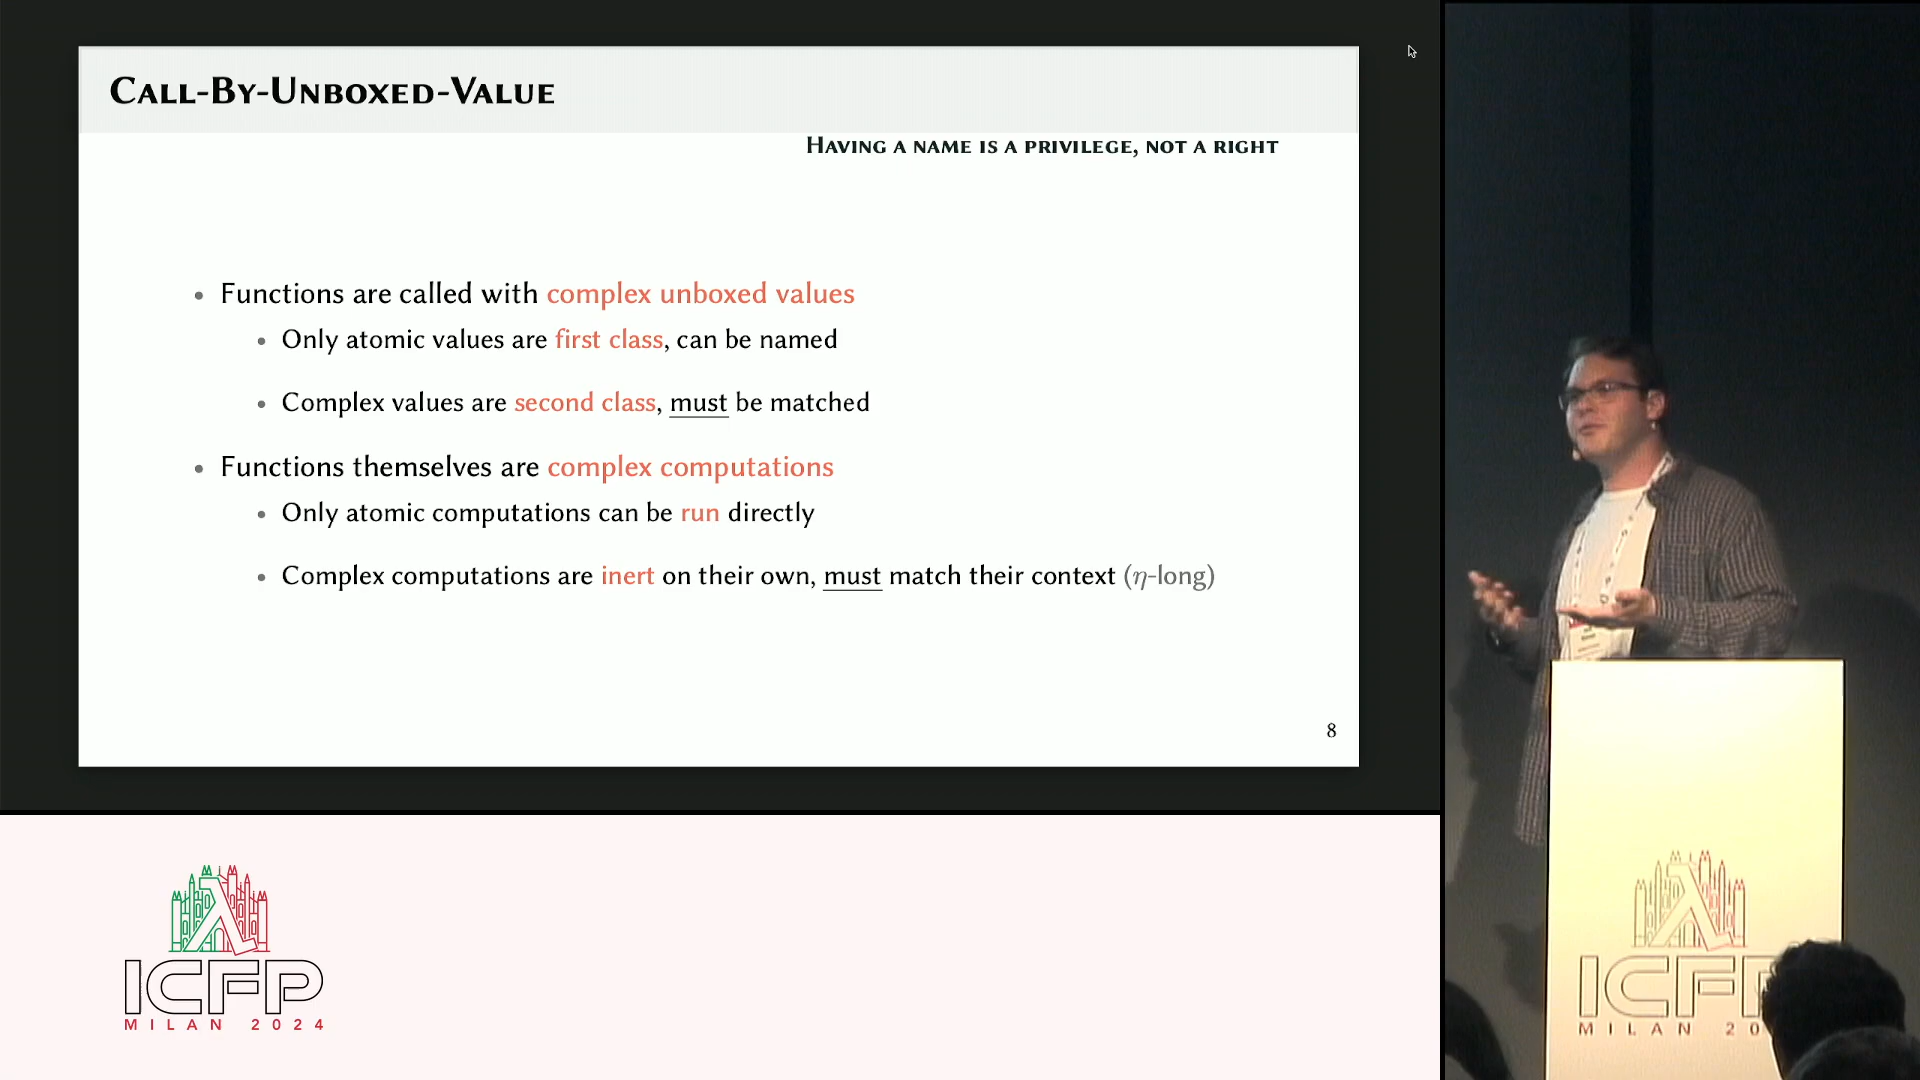 Call-By-Unboxed-Value
Having a name is a privilege, not a right
• Functions are called with complex unboxed values
• Only atomic values are first class, can be named
• Complex values are second class, must be matched
• Functions themselves are complex computations
• Only atomic computations can be run directly
• Complex computations are inert on their own, must match their context (η-long)
8
ICFP
MILAN 2024
ICFP
MILAN 20